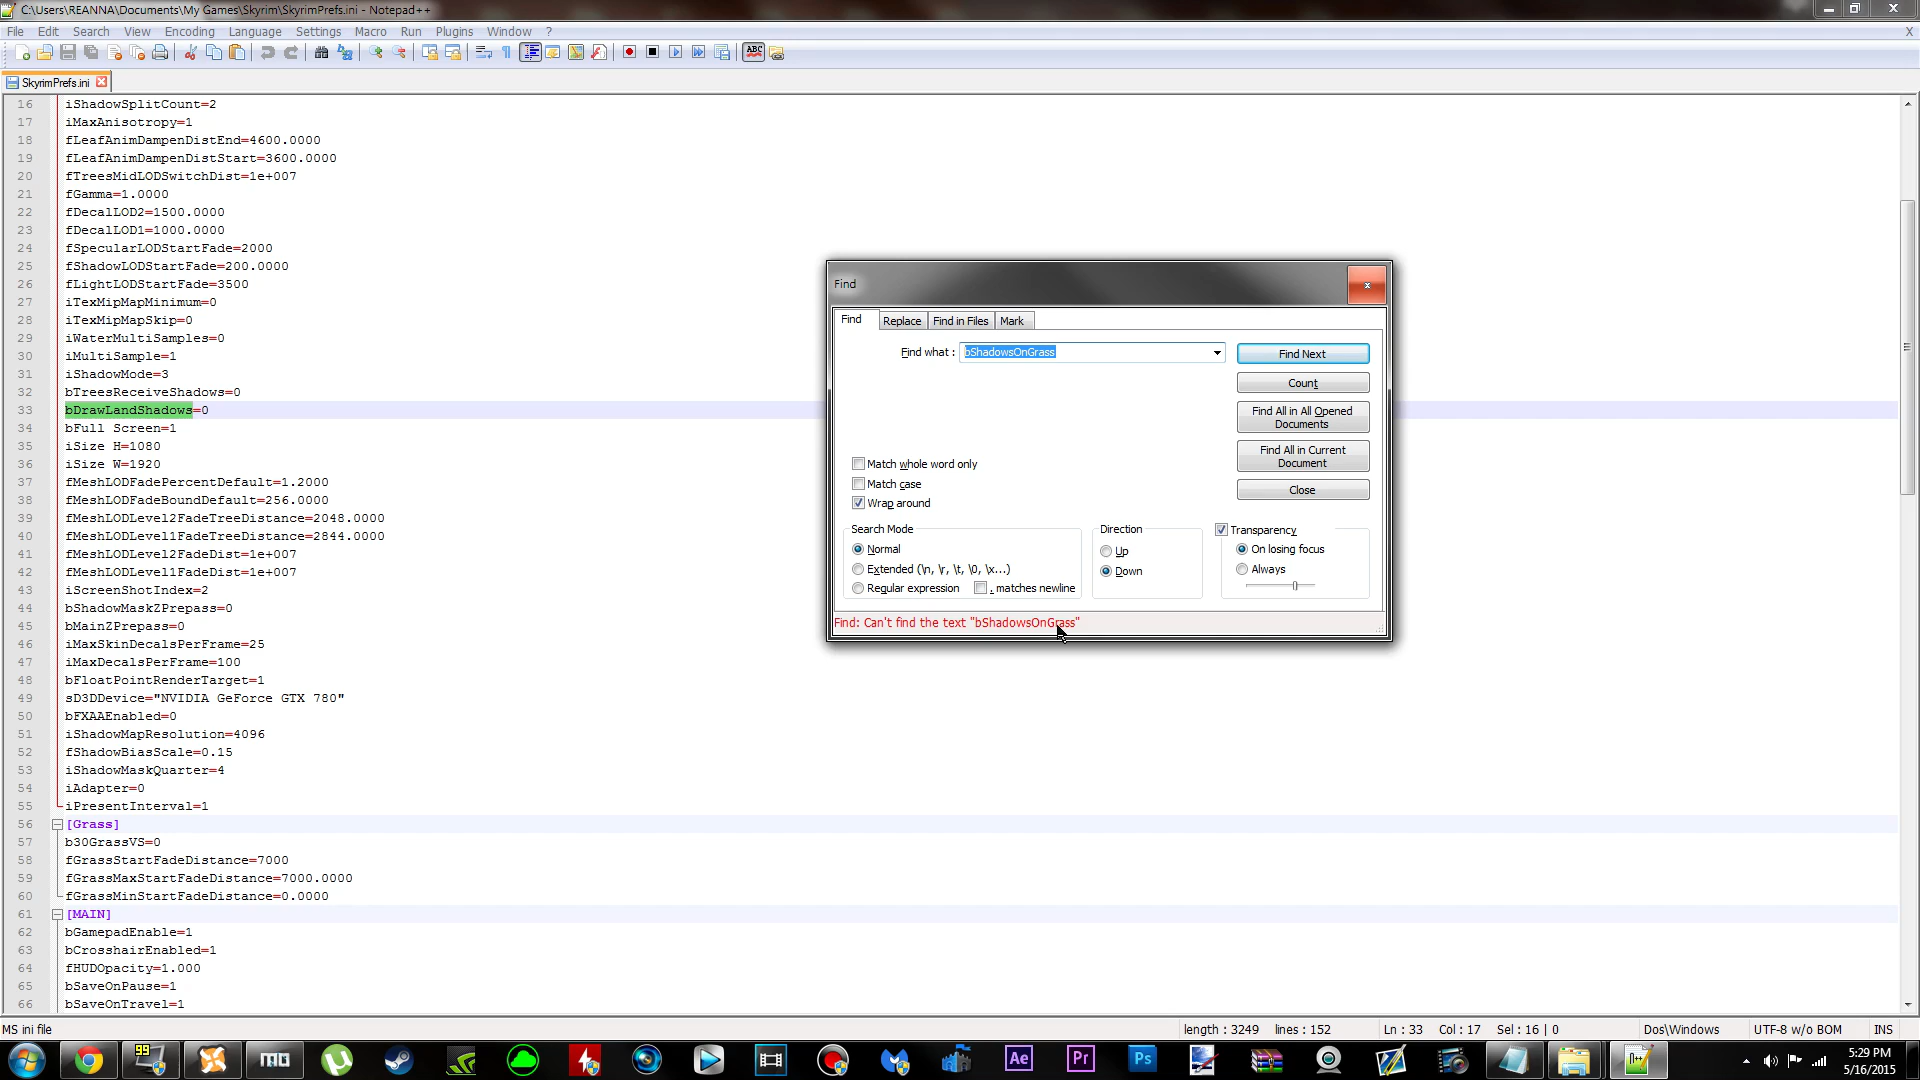 C:\Users\REANNA\Documents\My Games\Skyrim\SkyrimPrefs.ini - Notepad++
File Edit Search View Encoding Language Settings Macro Run Plugins Window ? X
SkyrimPrefs.ini
16 iShadowSplitCount=2
17 iMaxAnisotropy=1
18 fLeafAnimDampenDistEnd=4600.0000
19 fLeafAnimDampenDistStart=3600.0000
20 fTreesMidLODSwitchDist=1e+007
21 fGamma=1.0000
22 fDecalLOD2=1500.0000
23 fDecalLOD1=1000.0000
24 fSpecularLODStartFade=2000
25 fShadowLODStartFade=200.0000
26 fLightLODStartFade=3500
27 iTexMipMapMinimum=0
28 iTexMipMapSkip=0
29 iWaterMultiSamples=0
30 iMultiSample=1
31 iShadowMode=3
32 bTreesReceiveShadows=0
33 bDrawLandShadows=0
34 bFull Screen=1
35 iSize H=1080
36 iSize W=1920
37 fMeshLODFadePercentDefault=1.2000
38 fMeshLODFadeBoundDefault=256.0000
39 fMeshLODLevel2FadeTreeDistance=2048.0000
40 fMeshLODLevel1FadeTreeDistance=2844.0000
41 fMeshLODLevel2FadeDist=1e+007
42 fMeshLODLevel1FadeDist=1e+007
43 iScreenShotIndex=2
44 bShadowMaskZPrepass=0
45 bMainZPrepass=0
46 iMaxSkinDecalsPerFrame=25
47 iMaxDecalsPerFrame=100
48 bFloatPointRenderTarget=1
49 sD3DDevice="NVIDIA GeForce GTX 780"
50 bFXAAEnabled=0
51 iShadowMapResolution=4096
52 fShadowBiasScale=0.15
53 iShadowMaskQuarter=4
54 iAdapter=0
55 iPresentInterval=1
56 [Grass]
57 b30GrassVS=0
58 fGrassStartFadeDistance=7000
59 fGrassMaxStartFadeDistance=7000.0000
60 fGrassMinStartFadeDistance=0.0000
61 [MAIN]
62 bGamepadEnable=1
63 bCrosshairEnabled=1
64 fHUDOpacity=1.000
65 bSaveOnPause=1
66 bSaveOnTravel=1
Find
Find Replace Find in Files Mark
Find what : bShadowsOnGrass
Find Next
Count
Find All in All Opened
Documents
Find All in Current
Document
Close
Match whole word only
Match case
Wrap around
Search Mode
Normal
Extended (\n, \r, \t, \0, \x...)
Regular expression . matches newline
Direction
Up
Down
Transparency
On losing focus
Always
Find: Can't find the text "bShadowsOnGrass"
MS ini file length : 3249 lines : 152 Ln : 33 Col : 17 Sel : 16 | 0 Dos\Windows UTF-8 w/o BOM INS
99 MG Ae Pr Ps
5:29 PM
5/16/2015